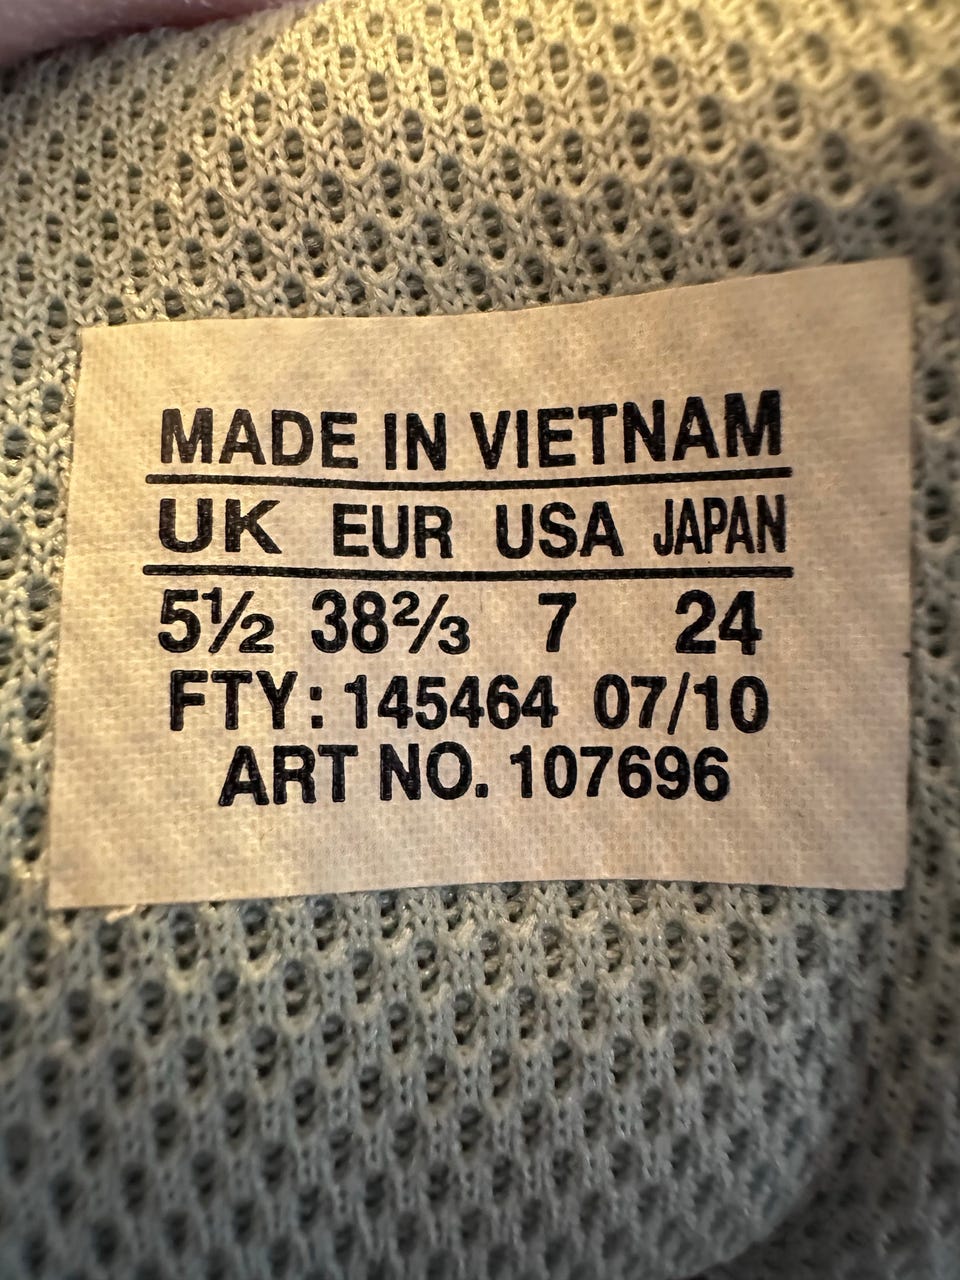 MADE IN VIETNAM
UK EUR USA JAPAN
5½ 38⅔ 7 24
FTY: 145464 07/10
ART NO. 107696